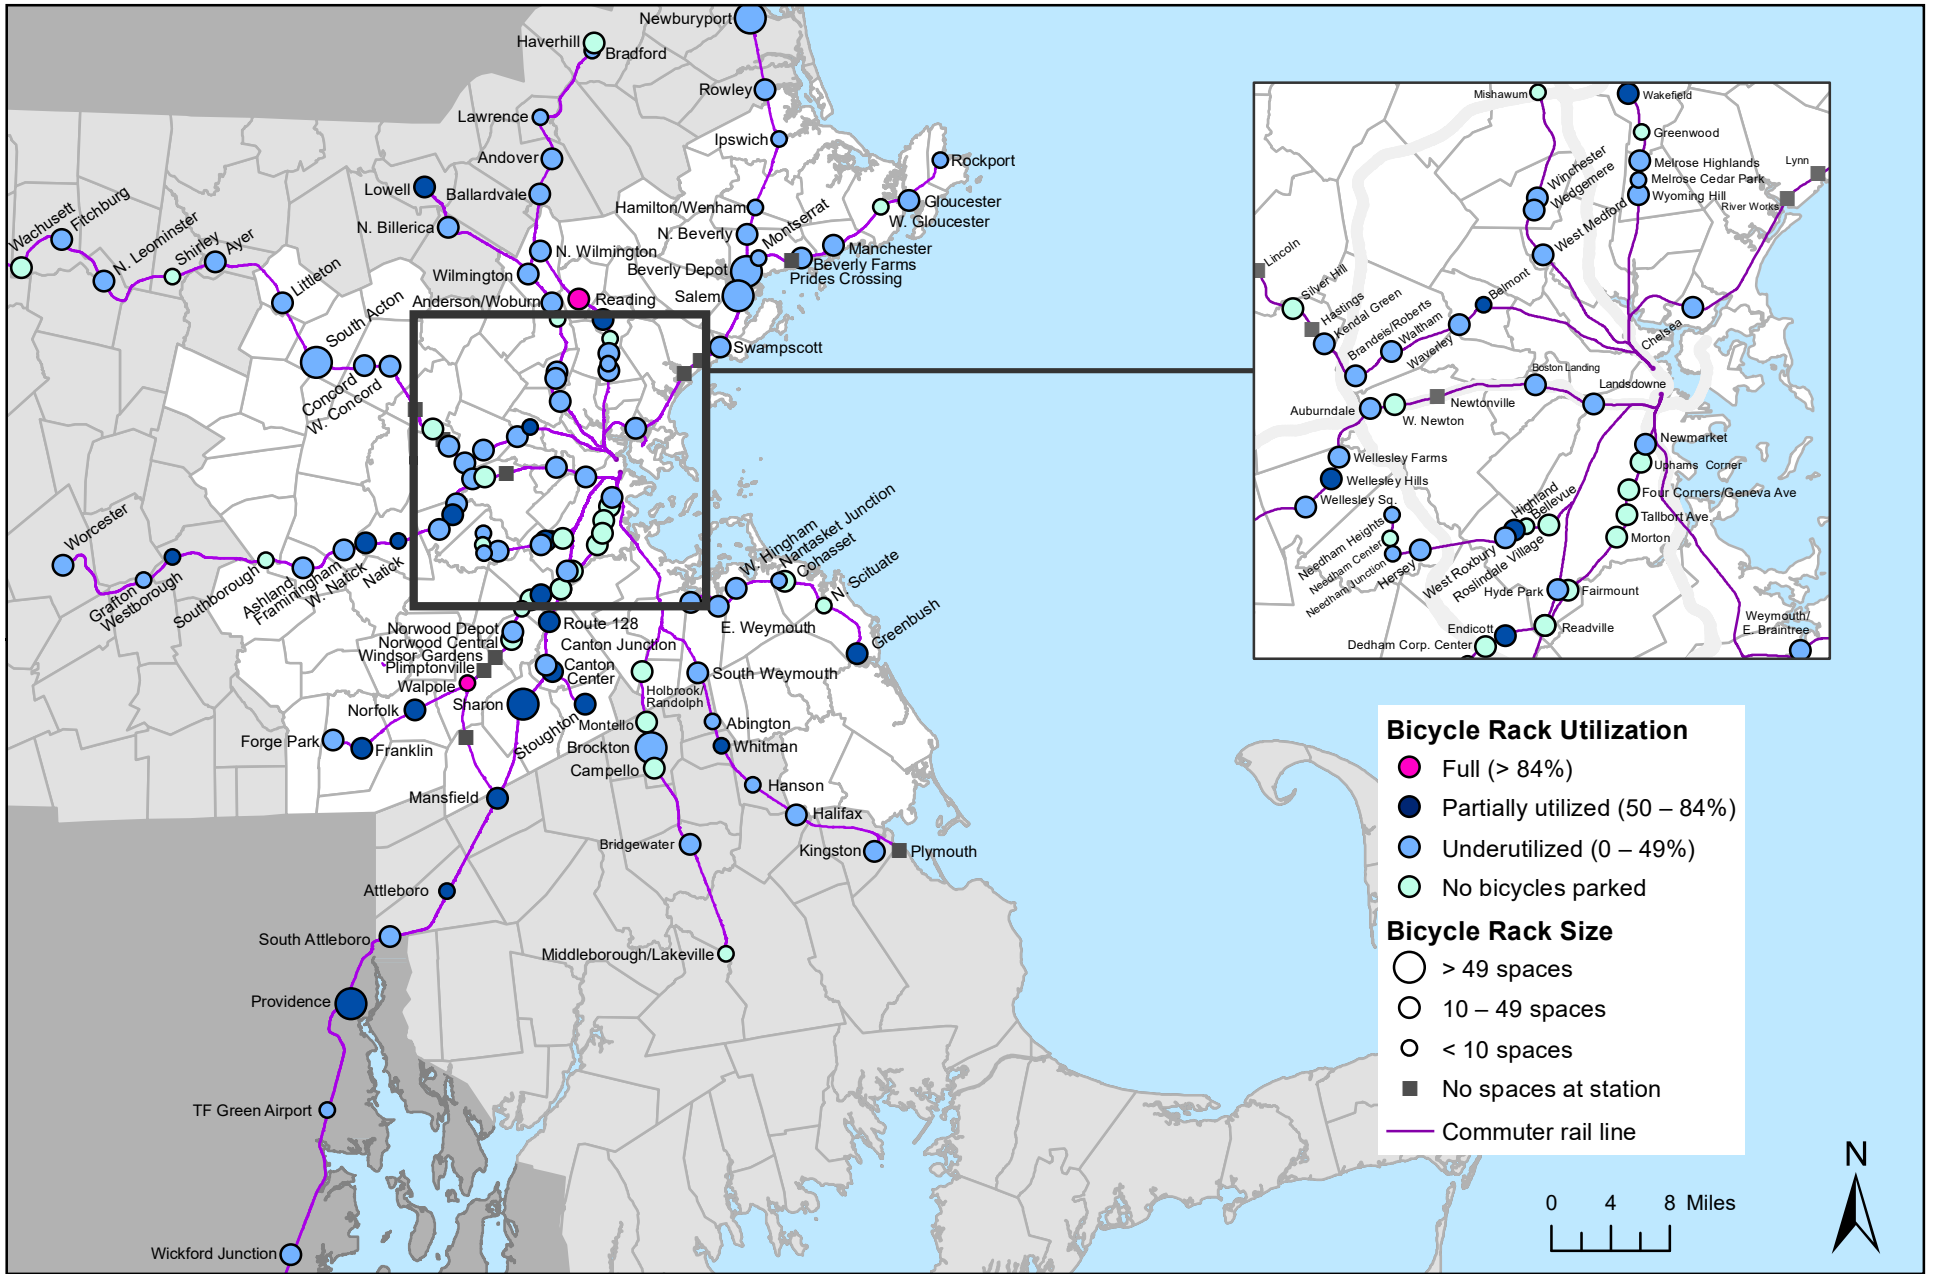 Newburyport
Haverhill
Bradford
Rowley
Lawrence
Ipswich
Andover
Rockport
Lowell
Ballardvale
Gloucester
Hamilton/Wenham
Montserrat
W. Gloucester
Wachusett
Fitchburg
N. Leominster
Shirley
Ayer
N. Billerica
N. Beverly
N. Wilmington
Manchester
Beverly Farms
Prides Crossing
Wilmington
Beverly Depot
Littleton
Anderson/Woburn
Reading
Salem
South Acton
Swampscott
Concord
W. Concord
Worcester
Grafton
Westborough
Southborough
Ashland
Framingham
W. Natick
Natick
W. Hingham
Nantasket Junction
Cohasset
N. Scituate
E. Weymouth
Greenbush
Norwood Depot
Norwood Central
Windsor Gardens
Plimptonville
Walpole
Route 128
Canton Junction
Canton
Center
South Weymouth
Holbrook/
Randolph
Norfolk
Sharon
Stoughton
Montello
Abington
Forge Park
Franklin
Brockton
Whitman
Campello
Mansfield
Hanson
Halifax
Bridgewater
Kingston
Plymouth
Attleboro
South Attleboro
Middleborough/Lakeville
Providence
TF Green Airport
Wickford Junction
Mishawum
Wakefield
Greenwood
Melrose Highlands
Melrose Cedar Park
Wyoming Hill
Lynn
River Works
Winchester
Wedgemere
West Medford
Lincoln
Silver Hill
Hastings
Kendal Green
Brandeis/Roberts
Waltham
Waverley
Belmont
Chelsea
Boston Landing
Landsdowne
Auburndale
W. Newton
Newtonville
Newmarket
Uphams Corner
Wellesley Farms
Wellesley Hills
Wellesley Sq.
Four Corners/Geneva Ave
Tallbort Ave.
Morton
Needham Heights
Needham Center
Needham Junction
Hersey
West Roxbury
Highland
Bellevue
Roslindale Village
Hyde Park
Fairmount
Endicott
Readville
Dedham Corp. Center
Weymouth/
E. Braintree
Bicycle Rack Utilization
Full (> 84%)
Partially utilized (50 – 84%)
Underutilized (0 – 49%)
No bicycles parked
Bicycle Rack Size
> 49 spaces
10 – 49 spaces
< 10 spaces
No spaces at station
Commuter rail line
N
0 4 8 Miles